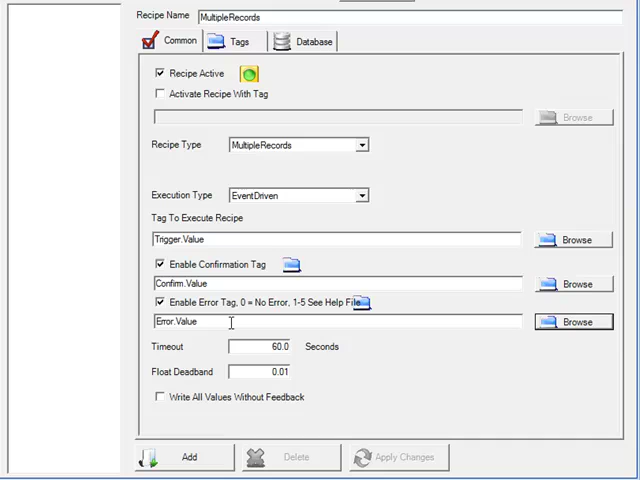 Recipe Name MultipleRecords
Common Tags Database
Recipe Active
Activate Recipe With Tag
Browse
Recipe Type MultipleRecords
Execution Type EventDriven
Tag To Execute Recipe
Trigger.Value Browse
Enable Confirmation Tag
Confirm.Value Browse
Enable Error Tag, 0 = No Error, 1-5 See Help File
Error.Value Browse
Timeout 60.0 Seconds
Float Deadband 0.01
Write All Values Without Feedback
Add Delete Apply Changes